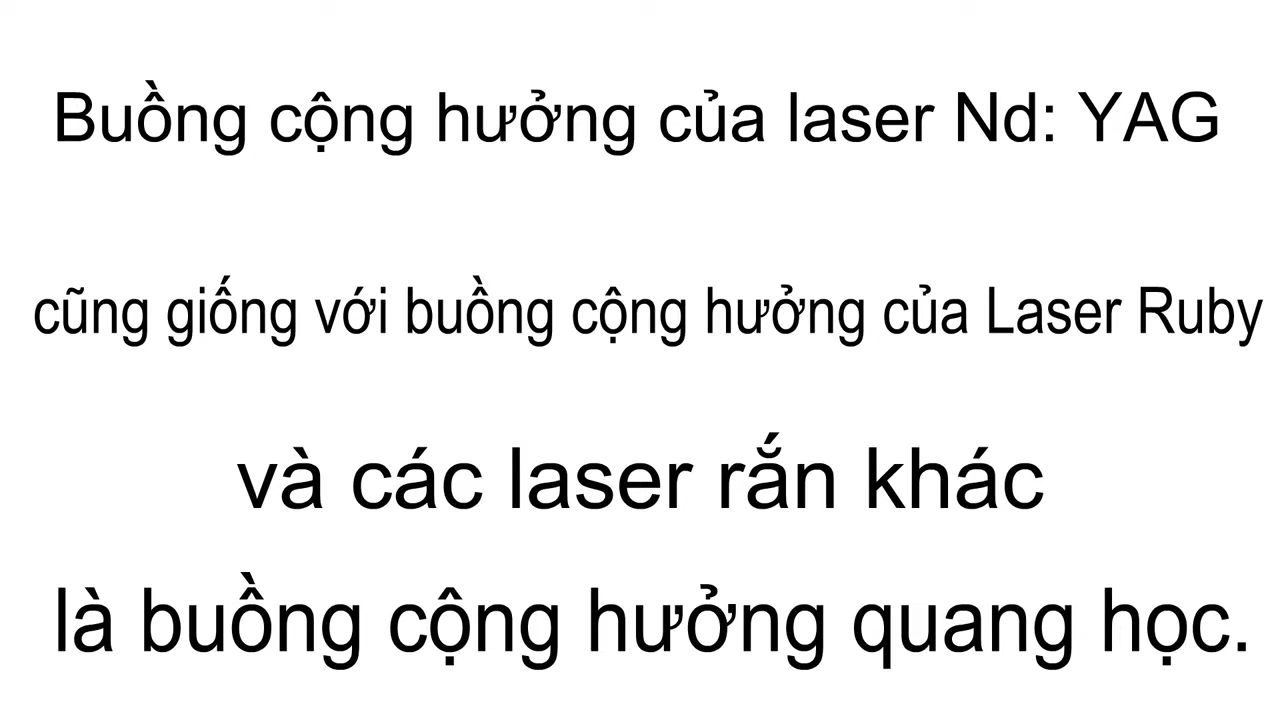 Buồng cộng hưởng của laser Nd: YAG
cũng giống với buồng cộng hưởng của Laser Ruby
và các laser rắn khác
là buồng cộng hưởng quang học.